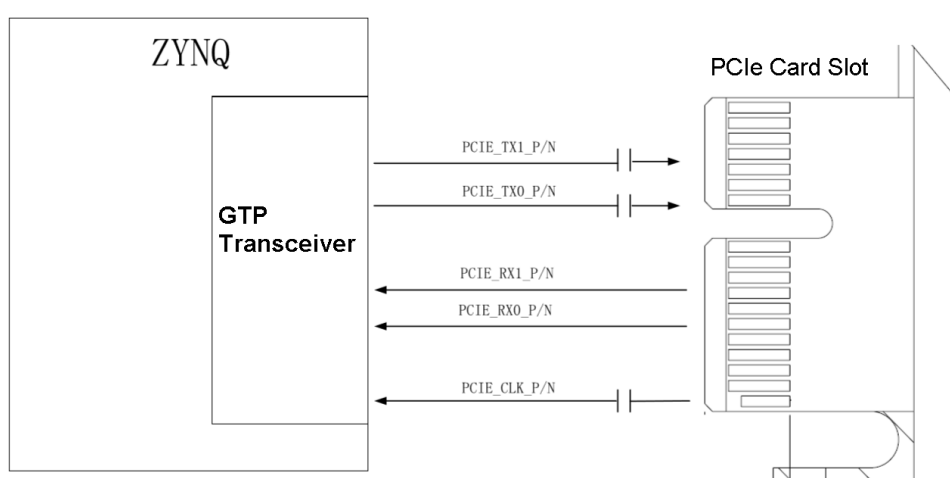 ZYNQ
PCIe Card Slot
PCIE_TX1_P/N
PCIE_TX0_P/N
GTP
Transceiver
PCIE_RX1_P/N
PCIE_RX0_P/N
PCIE_CLK_P/N